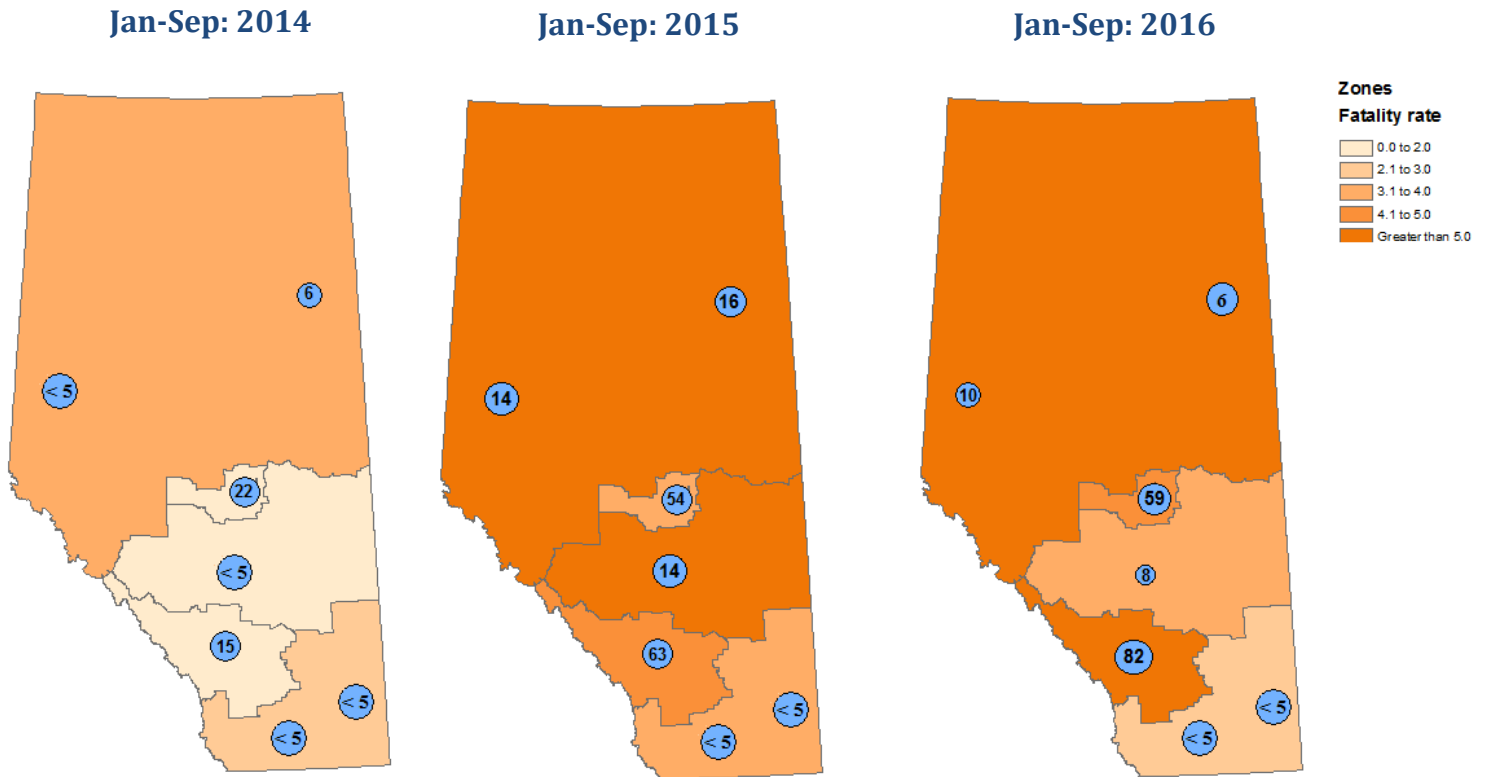 Jan-Sep: 2014
Jan-Sep: 2015
Jan-Sep: 2016
6
< 5
22
< 5
15
< 5
< 5
16
14
54
14
63
< 5
< 5
6
10
59
8
82
< 5
< 5
Zones
Fatality rate
0.0 to 2.0
2.1 to 3.0
3.1 to 4.0
4.1 to 5.0
Greater than 5.0